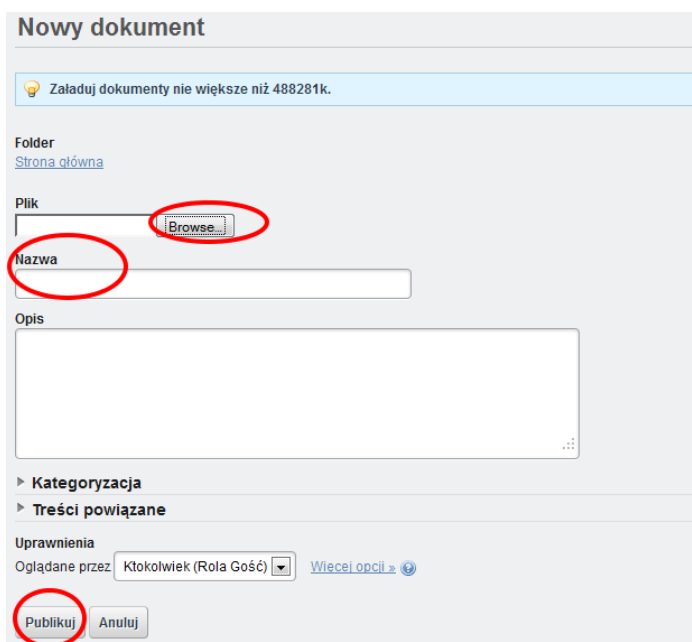 Nowy dokument
Załaduj dokumenty nie większe niż 488281k.
Folder
Strona główna
Plik
Browse...
Nazwa
Opis
Kategoryzacja
Treści powiązane
Uprawnienia
Oglądane przez Ktokolwiek (Rola Gość) Więcej opcji »
Publikuj Anuluj